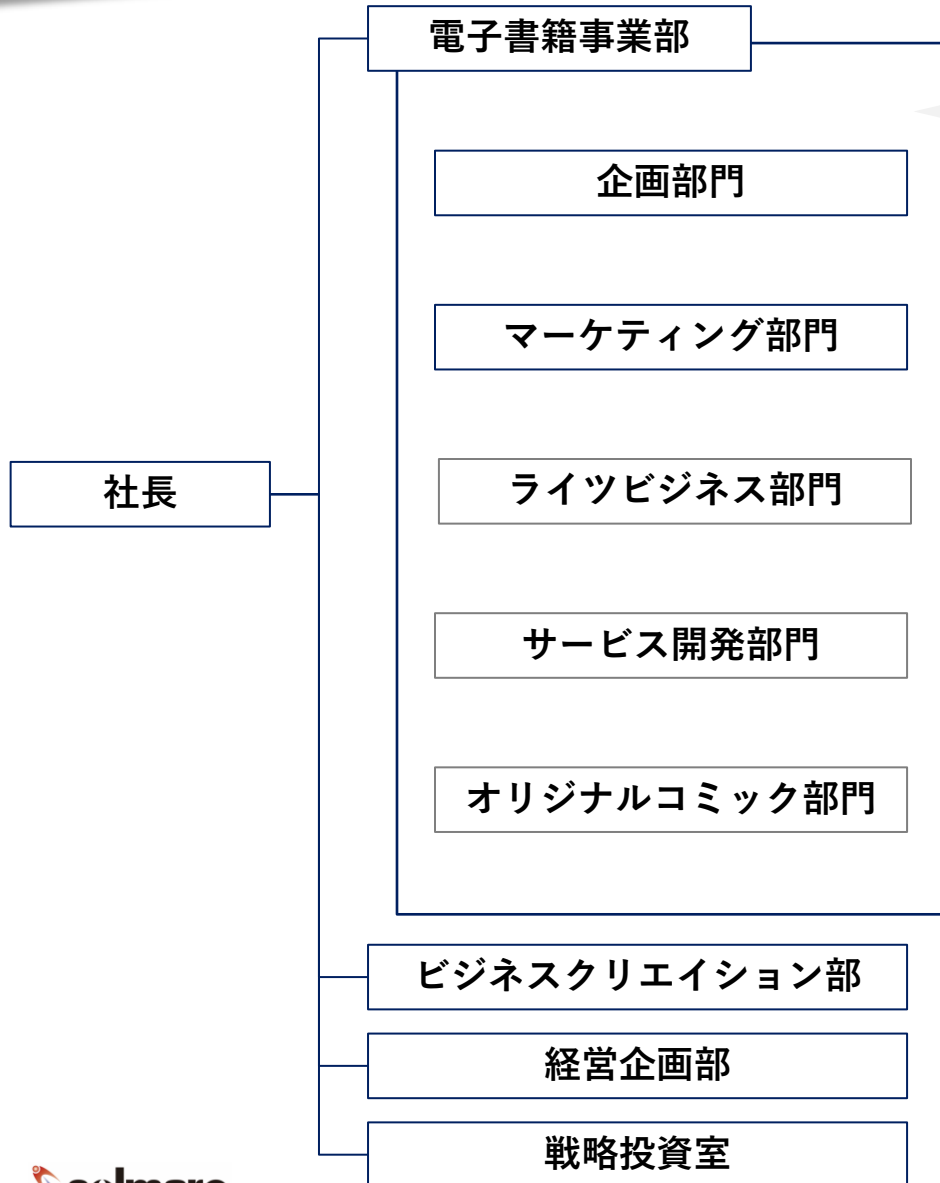 電子書籍事業部
企画部門
マーケティング部門
社長
ライツビジネス部門
サービス開発部門
オリジナルコミック部門
ビジネスクリエイション部
経営企画部
戦略投資室